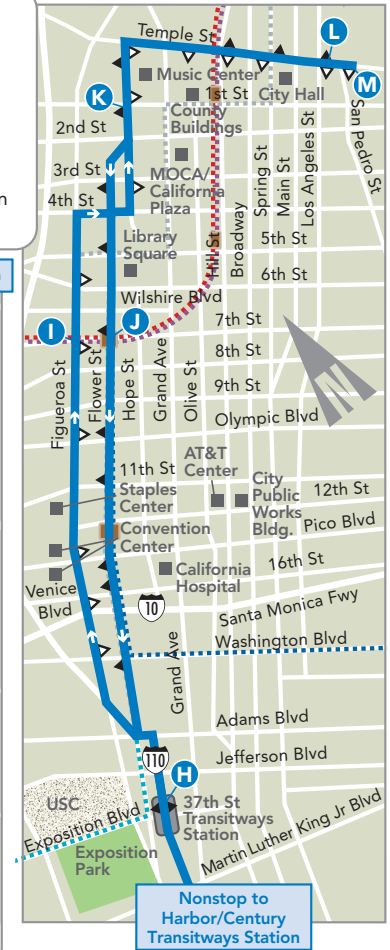 Temple St
L
M
Music Center
1st St
City Hall
K
County
Buildings
2nd St
San Pedro St
3rd St
MOCA/
California
Plaza
4th St
Spring St
Main St
Los Angeles St
Broadway
Hill St
Library
Square
5th St
6th St
Wilshire Blvd
I
J
7th St
8th St
9th St
Figueroa St
Flower St
Hope St
Grand Ave
Olive St
N
Olympic Blvd
11th St
AT&T
Center
Staples
Center
City
Public
Works
Bldg.
12th St
Convention
Center
Pico Blvd
16th St
California
Hospital
Venice
Blvd
10
Santa Monica Fwy
Grand Ave
Washington Blvd
Adams Blvd
110
Jefferson Blvd
H
USC
37th St
Transitways
Station
Exposition Blvd
Exposition
Park
Martin Luther King Jr Blvd
Nonstop to
Harbor/Century
Transitways Station